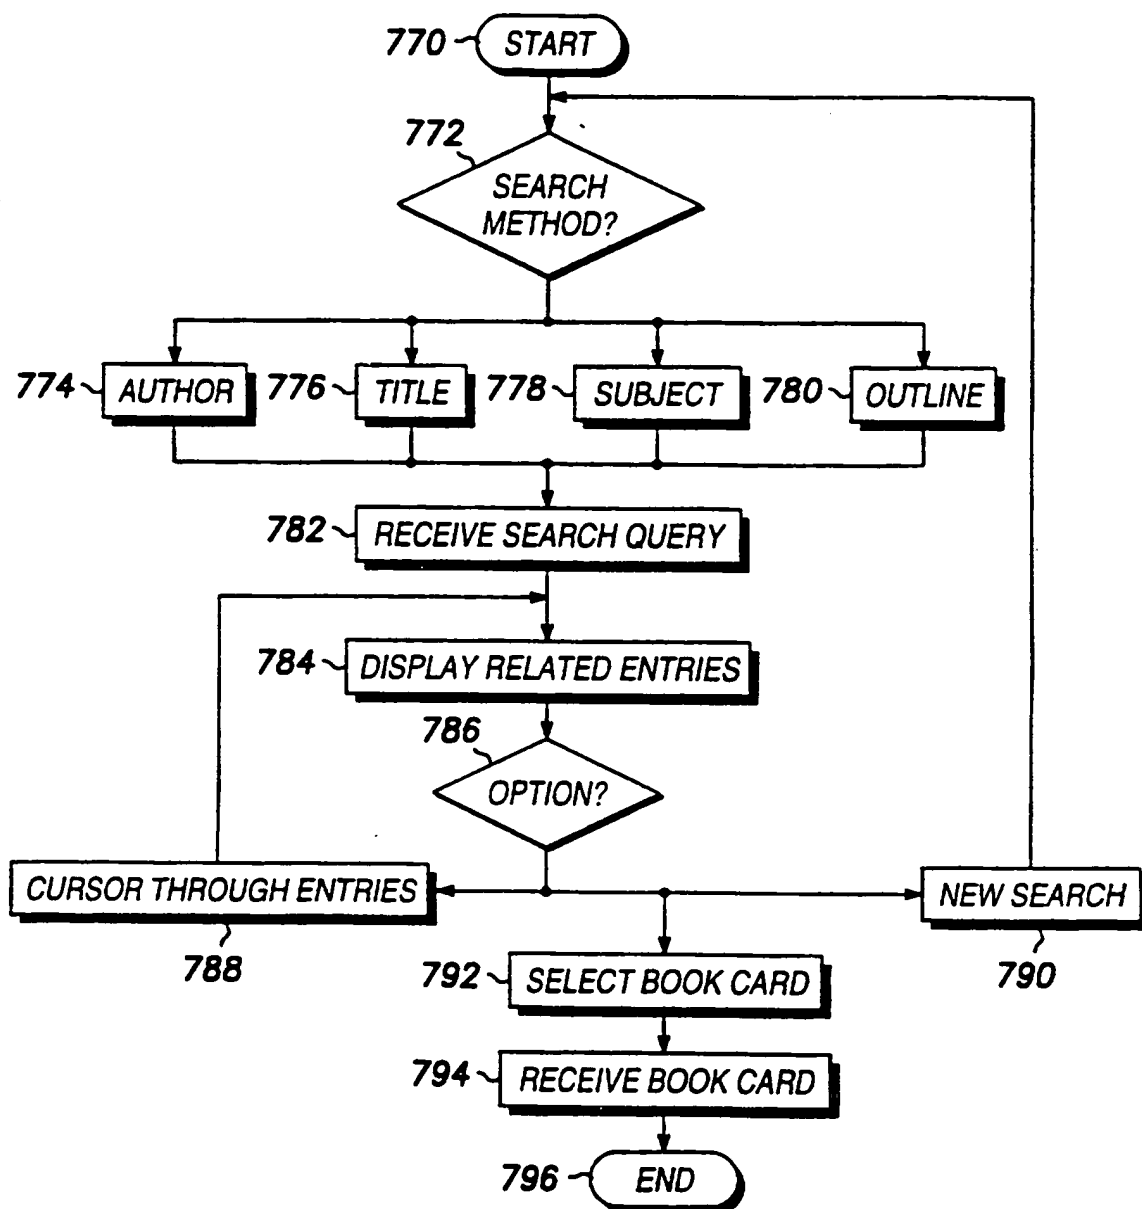 770 START
772
SEARCH
METHOD?
774 AUTHOR 776 TITLE 778 SUBJECT 780 OUTLINE
782 RECEIVE SEARCH QUERY
784 DISPLAY RELATED ENTRIES
786
OPTION?
CURSOR THROUGH ENTRIES NEW SEARCH
788 790
792 SELECT BOOK CARD
794 RECEIVE BOOK CARD
796 END